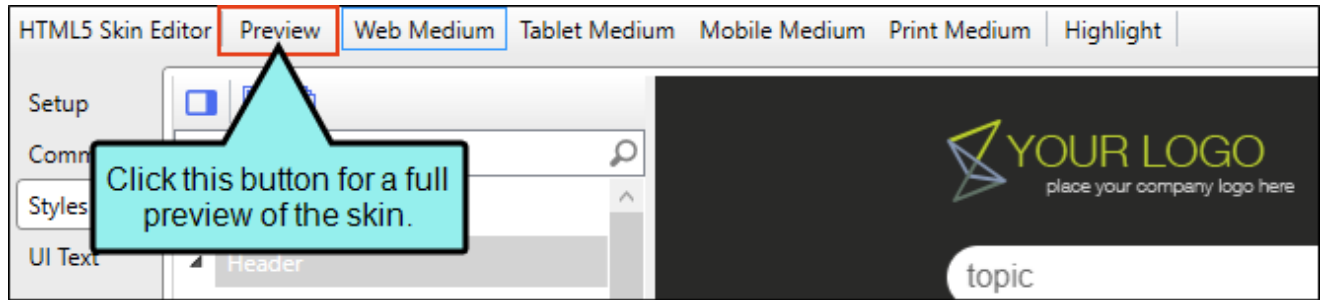 HTML5 Skin Editor Preview Web Medium Tablet Medium Mobile Medium Print Medium Highlight
Setup
Comm
Styles
UI Text
Click this button for a full
preview of the skin.
Header
YOUR LOGO
place your company logo here
topic